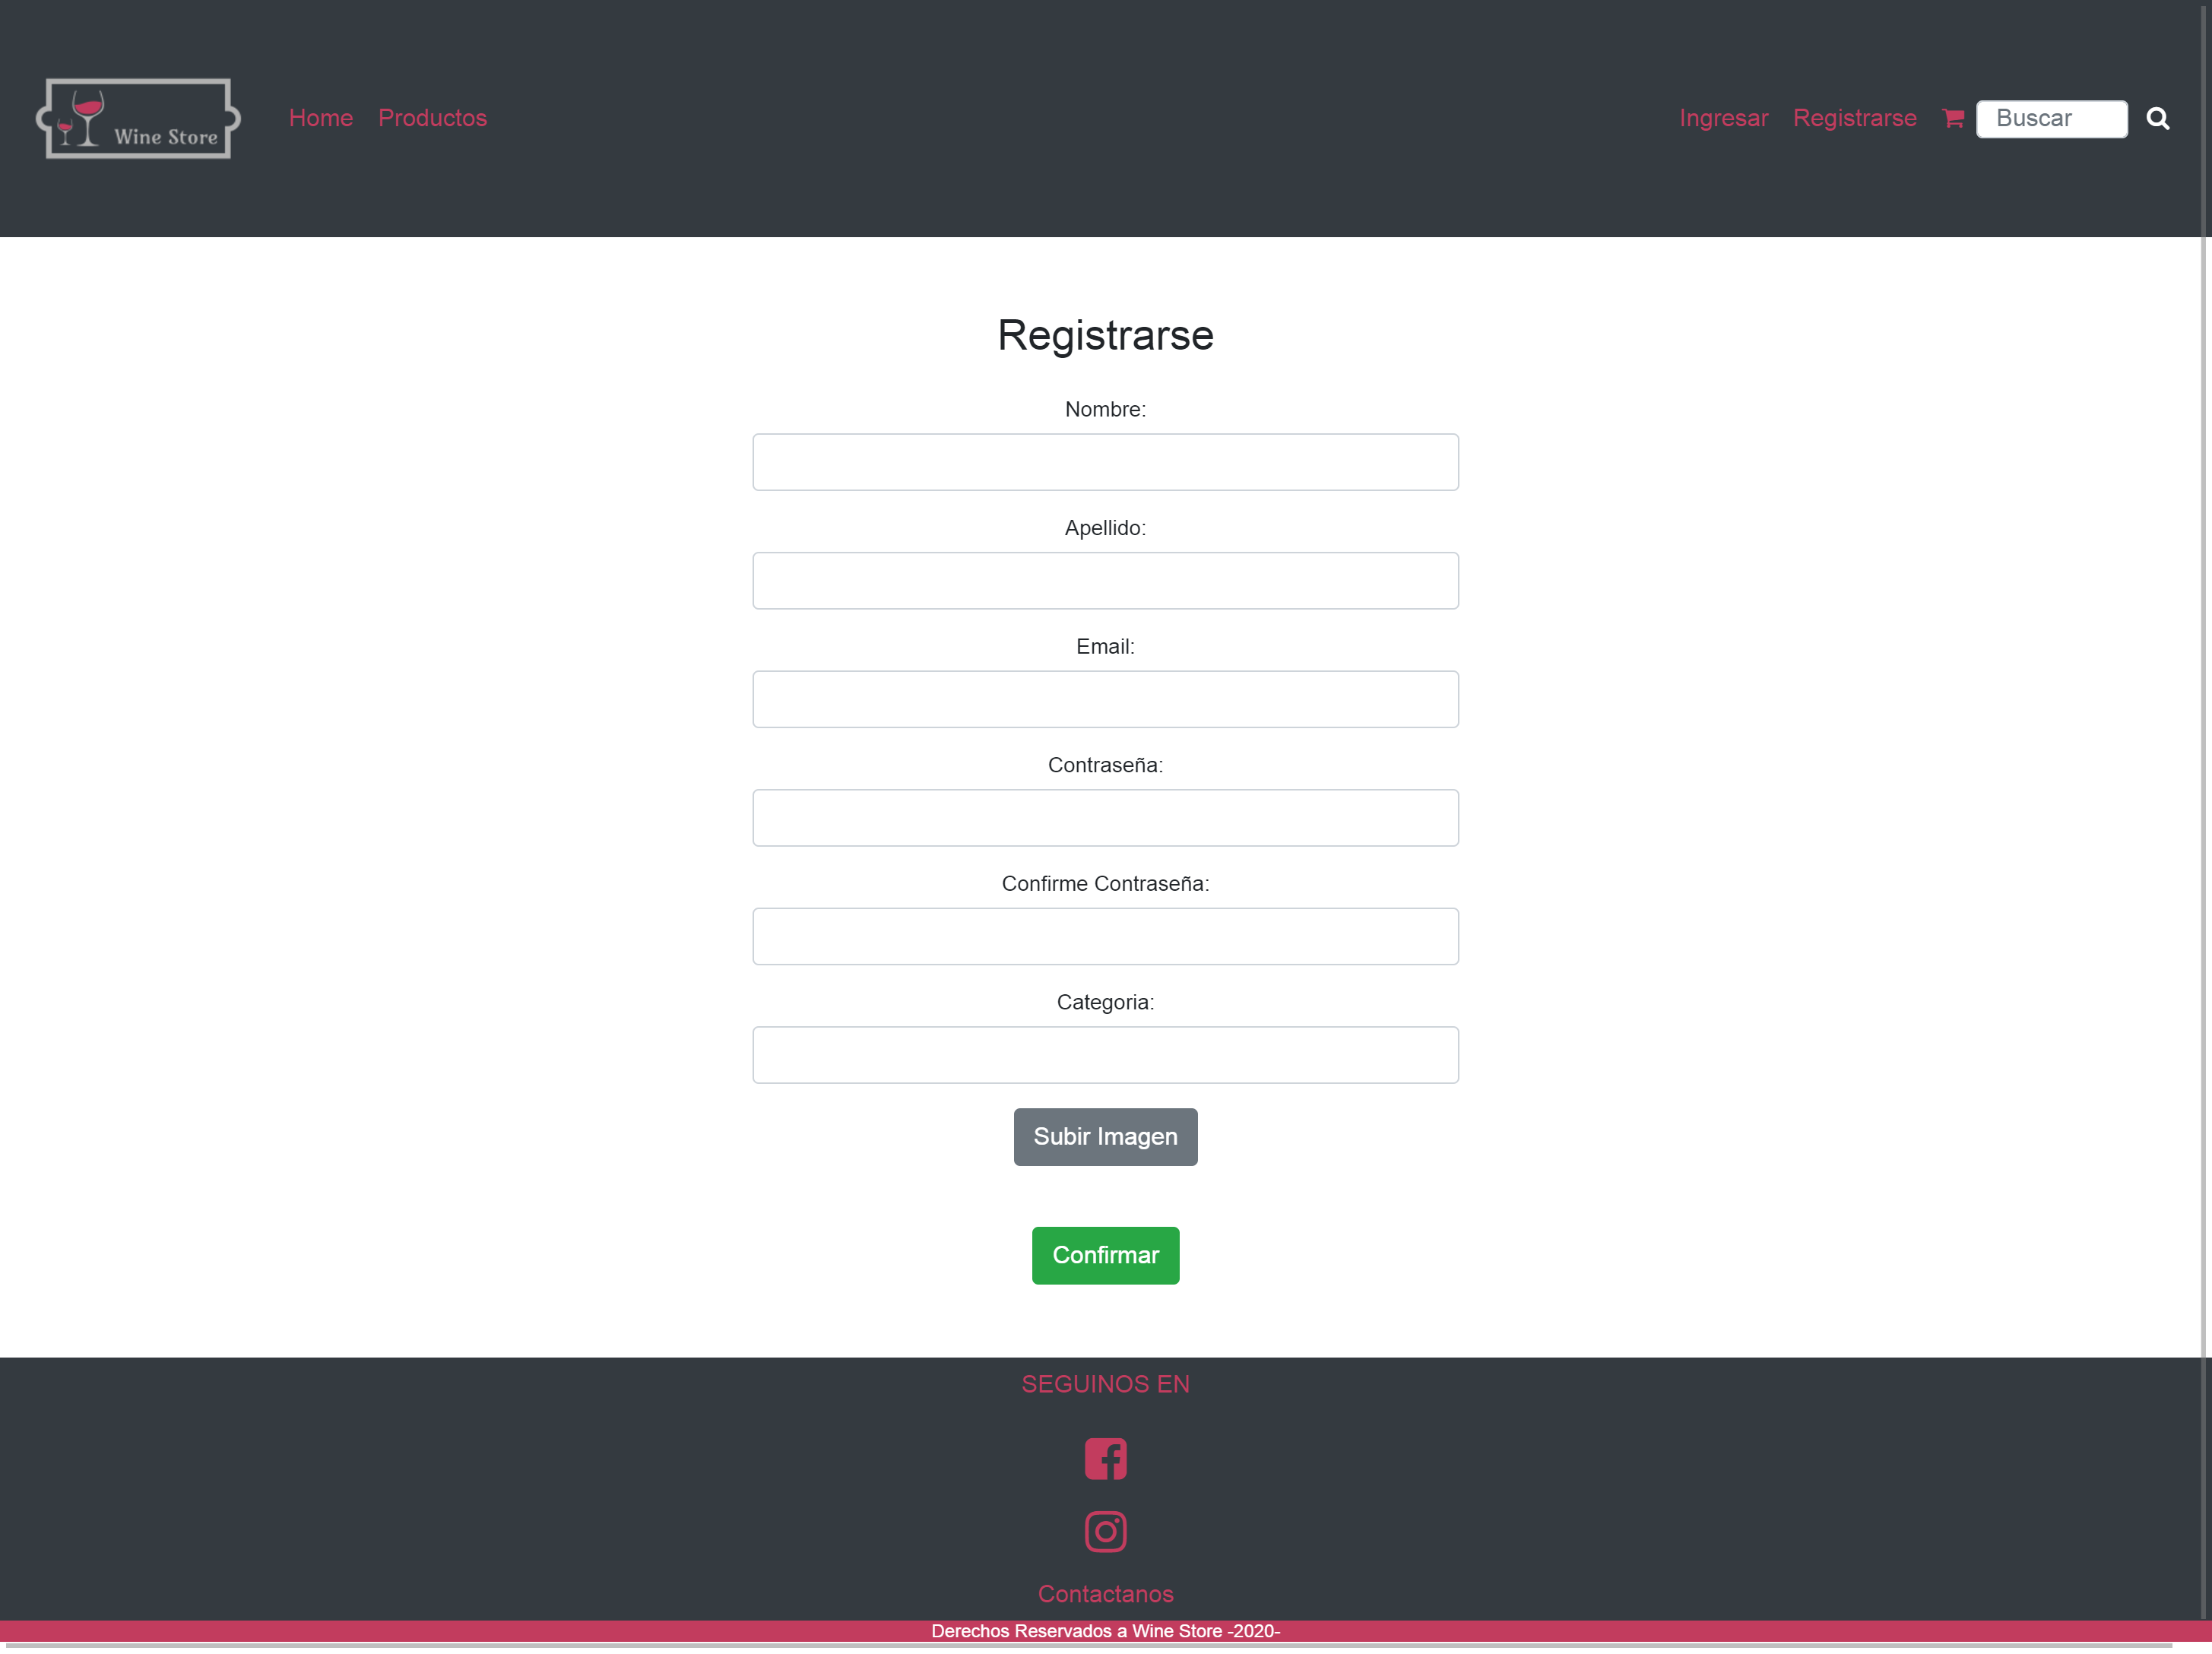 Wine Store
Home Productos
Ingresar Registrarse Buscar
Registrarse
Nombre:
Apellido:
Email:
Contraseña:
Confirme Contraseña:
Categoria:
Subir Imagen
Confirmar
SEGUINOS EN
Contactanos
Derechos Reservados a Wine Store -2020-